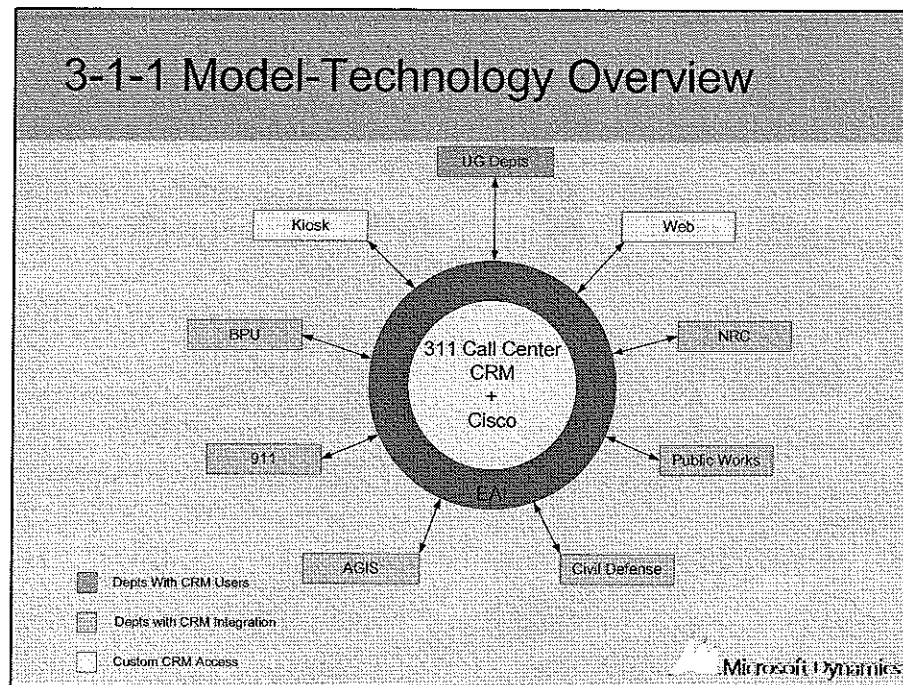 3-1-1 Model-Technology Overview
UG Depts
Kiosk
Web
BPU
NRC
311 Call Center
CRM
+
Cisco
911
Public Works
EAI
AGIS
Civil Defense
Depts With CRM Users
Depts with CRM Integration
Custom CRM Access
Microsoft Dynamics